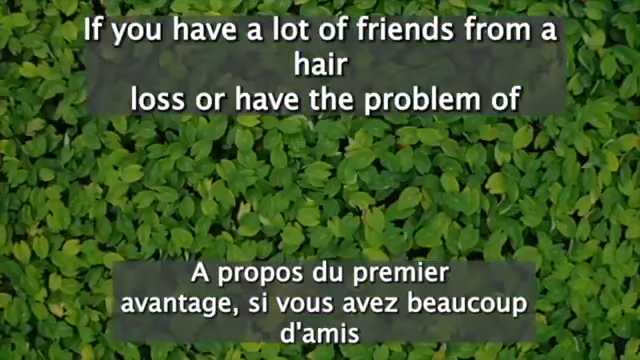 If you have a lot of friends from a
hair
loss or have the problem of
A propos du premier
avantage, si vous avez beaucoup
d'amis